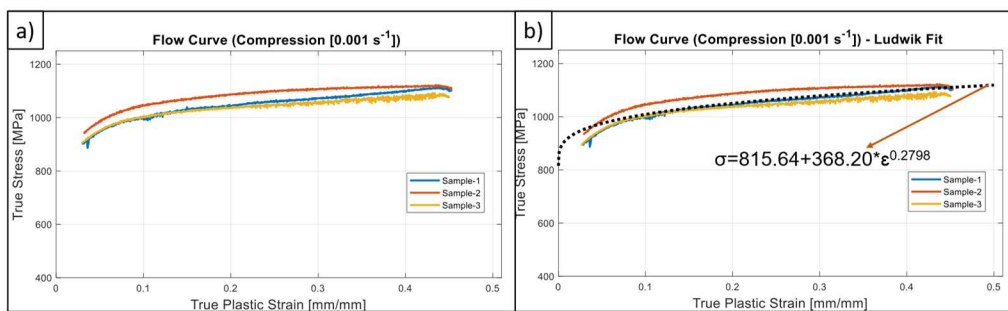 a)
Flow Curve (Compression [0.001 s⁻¹])
True Stress [MPa]
1200
1000
800
600
400
0
0.1
0.2
0.3
0.4
0.5
True Plastic Strain [mm/mm]
Sample-1
Sample-2
Sample-3
b)
Flow Curve (Compression [0.001 s⁻¹]) - Ludwik Fit
True Stress [MPa]
1200
1000
800
600
400
0
0.1
0.2
0.3
0.4
0.5
True Plastic Strain [mm/mm]
σ=815.64+368.20*ε^0.2798
Sample-1
Sample-2
Sample-3